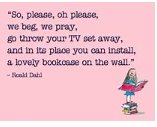 “So, please, oh please,
we beg, we pray,
go throw your TV set away,
and in its place you can install,
a lovely bookcase on the wall.”
– Roald Dahl